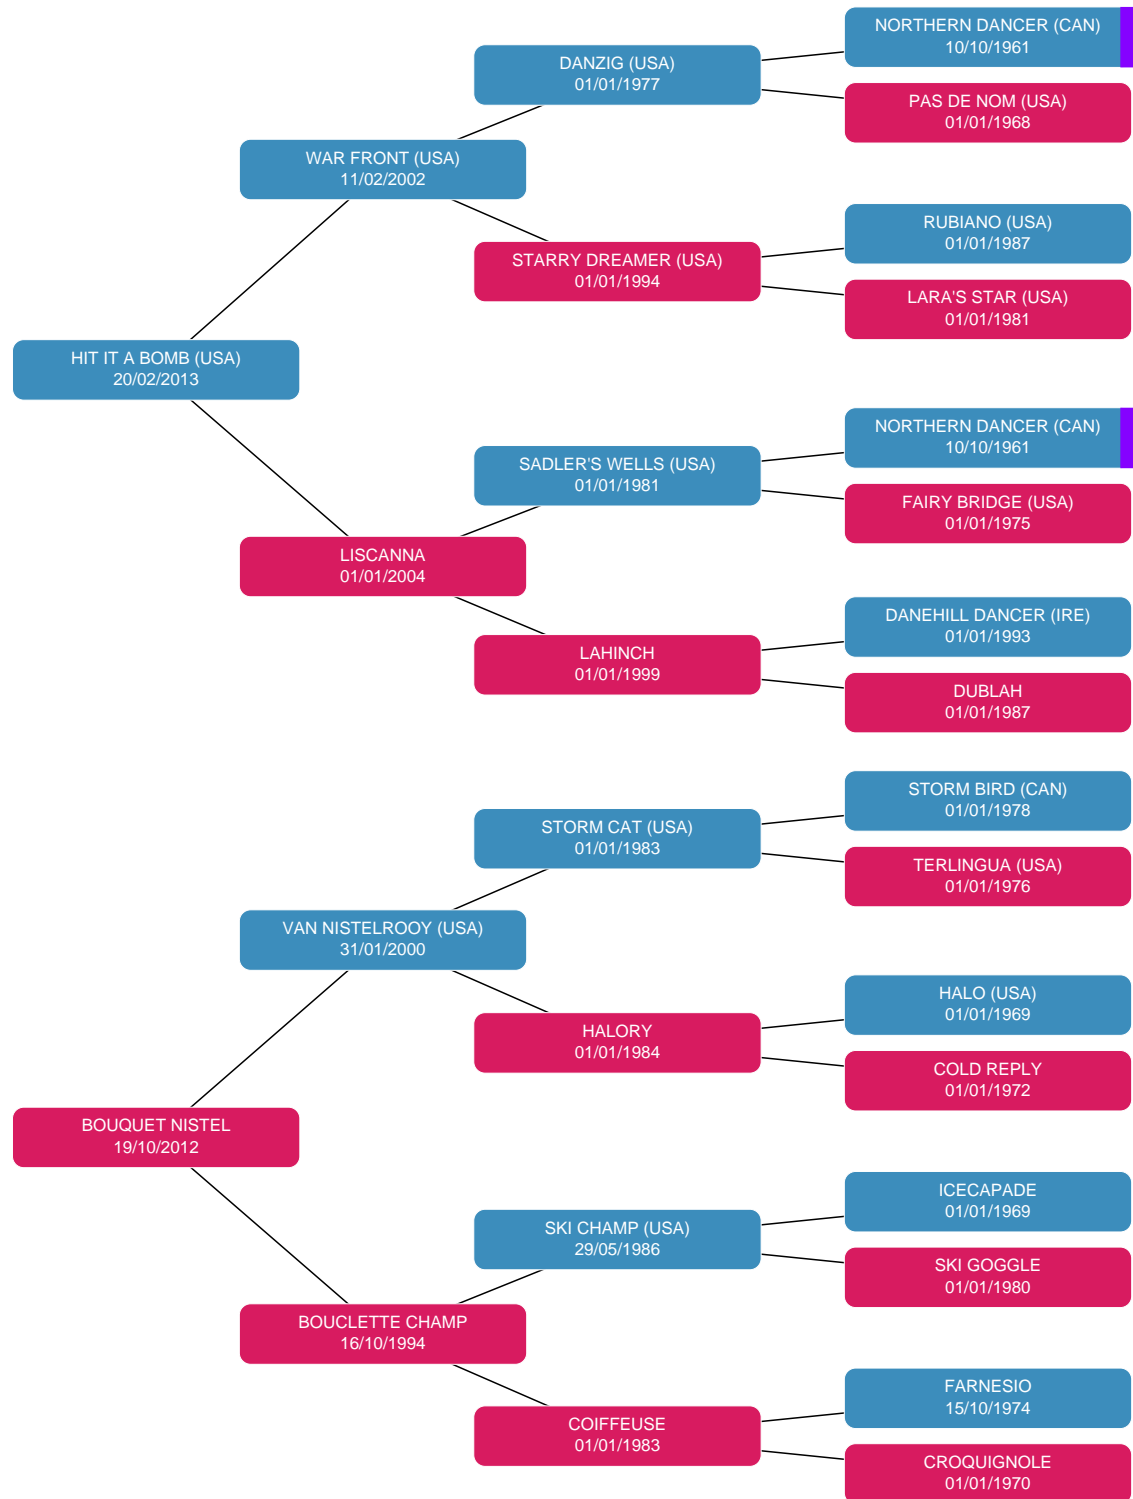 NORTHERN DANCER (CAN)
10/10/1961
DANZIG (USA)
01/01/1977
PAS DE NOM (USA)
01/01/1968
WAR FRONT (USA)
11/02/2002
RUBIANO (USA)
01/01/1987
STARRY DREAMER (USA)
01/01/1994
LARA'S STAR (USA)
01/01/1981
HIT IT A BOMB (USA)
20/02/2013
NORTHERN DANCER (CAN)
10/10/1961
SADLER'S WELLS (USA)
01/01/1981
FAIRY BRIDGE (USA)
01/01/1975
LISCANNA
01/01/2004
DANEHILL DANCER (IRE)
01/01/1993
LAHINCH
01/01/1999
DUBLAH
01/01/1987
STORM BIRD (CAN)
01/01/1978
STORM CAT (USA)
01/01/1983
TERLINGUA (USA)
01/01/1976
VAN NISTELROOY (USA)
31/01/2000
HALO (USA)
01/01/1969
HALORY
01/01/1984
COLD REPLY
01/01/1972
BOUQUET NISTEL
19/10/2012
ICECAPADE
01/01/1969
SKI CHAMP (USA)
29/05/1986
SKI GOGGLE
01/01/1980
BOUCLETTE CHAMP
16/10/1994
FARNESIO
15/10/1974
COIFFEUSE
01/01/1983
CROQUIGNOLE
01/01/1970